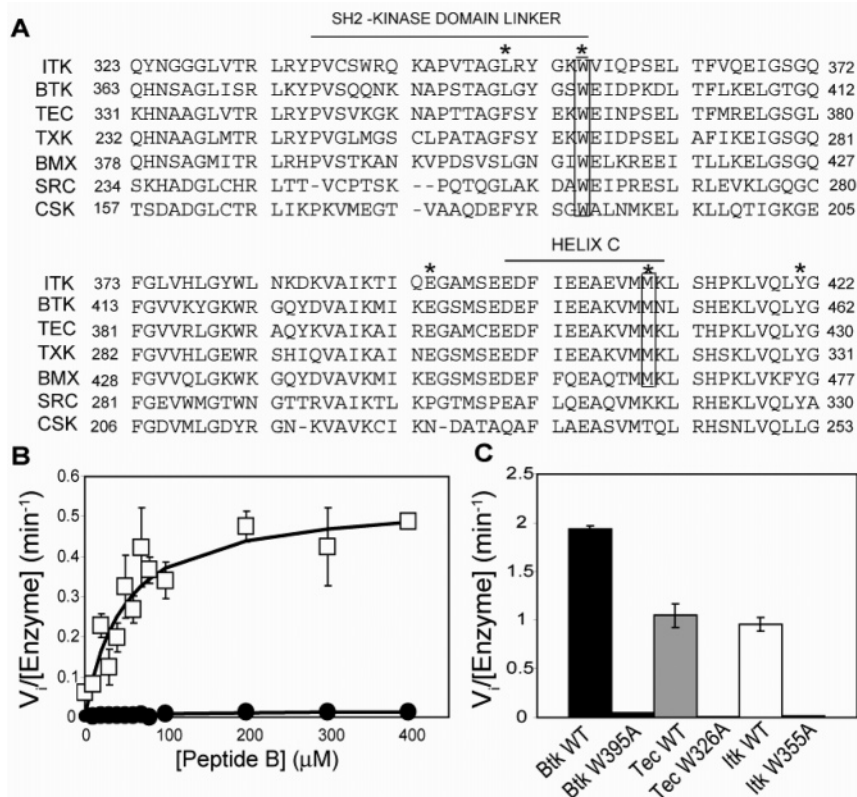 A
SH2 -KINASE DOMAIN LINKER
* *
ITK 323 QYNGGGLVTR LRYPVCSWRQ KAPVTAGLRY GKWVIQPSEL TFVQEIGSGQ 372
BTK 363 QHNSAGLISR LKYPVSQQNK NAPSTAGLGY GSWEIDPKDL TFLKELGTGQ 412
TEC 331 KHNAAGLVTR LRYPVSVKGK NAPTTAGFSY EKWEINPSEL TFMRELGSGL 380
TXK 232 QHNAAGLMTR LRYPVGLMGS CLPATAGFSY EKWEIDPSEL AFIKEIGSGQ 281
BMX 378 QHNSAGMITR LRHPVSTKAN KVPDSVSLGN GIWELKREEI TLLKELGSGQ 427
SRC 234 SKHADGLCHR LTT-VCPTSK --PQTQGLAK DAWEIPRESL RLEVKLGQGC 280
CSK 157 TSDADGLCTR LIKPKVMEGT -VAAQDEFYRS SGWALNMKEL KLLQTIGKGE 205
HELIX C
* * *
ITK 373 FGLVHLGYWL NKDKVAIKTI QEGAMSEEDF IEEAEVMMKL SHPKLVQLYG 422
BTK 413 FGVVKYGKWR GQYDVAIKMI KEGSMSEDEF IEEAKVMMNL SHEKLVQLYG 462
TEC 381 FGVVRLGKWR AQYKVAIKAI REGAMCEEDF IEEAKVMMKL THPKLVQLYG 430
TXK 282 FGVVHLGEWR SHIQVAIKAI NEGSMSEEDF IEEAKVMMKL SHSKLVQLYG 331
BMX 428 FGVVQLGKWK GQYDVAVKMI KEGSMSEDEF FQEAQTMMKL SHPKLVKFYG 477
SRC 281 FGEVWMGTWN GTTRVAIKTL KPGTMSPEAF LQEAQVMKKL RHEKLVQLYA 330
CSK 206 FGDVMLGDYR GN-KVAVKCI KN-DATAQAF LAEASVMTQL RHSNLVQLLG 253
B
V_i/[Enzyme] (min⁻¹)
0.6
0.5
0.4
0.3
0.2
0.1
0
0 100 200 300 400
[Peptide B] (μM)
C
V_i/[Enzyme] (min⁻¹)
2.5
2
1.5
1
0.5
0
Btk WT Btk W395A Tec WT Tec W326A Itk WT Itk W355A